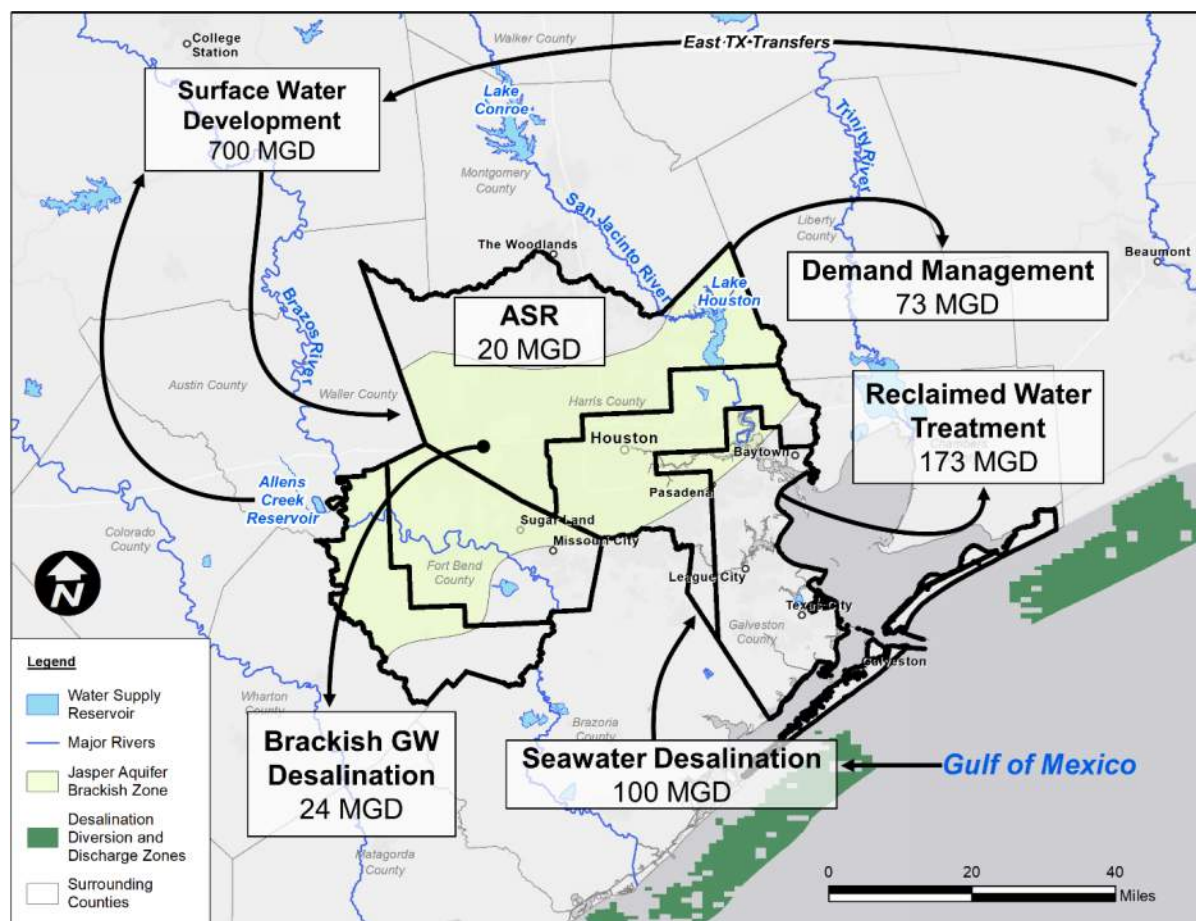 College
Station
Walker County
East TX Transfers
Surface Water
Development
700 MGD
Lake
Conroe
Trinity River
Montgomery
County
San Jacinto River
Liberty
County
The Woodlands
Beaumont
Demand Management
73 MGD
Lake
Houston
ASR
20 MGD
Brazos River
Austin County
Waller County
Harris County
Reclaimed Water
Treatment
173 MGD
Chambers
Houston
Baytown
Pasadena
Allens
Creek
Reservoir
Sugar Land
Missouri City
Colorado
County
Fort Bend
County
League City
Texas City
Galveston
County
Galveston
N
Legend
Water Supply
Reservoir
Major Rivers
Jasper Aquifer
Brackish Zone
Desalination
Diversion and
Discharge Zones
Surrounding
Counties
Wharton
County
Brackish GW
Desalination
24 MGD
Brazoria
County
Seawater Desalination
100 MGD
Gulf of Mexico
Matagorda
County
0 20 40
Miles